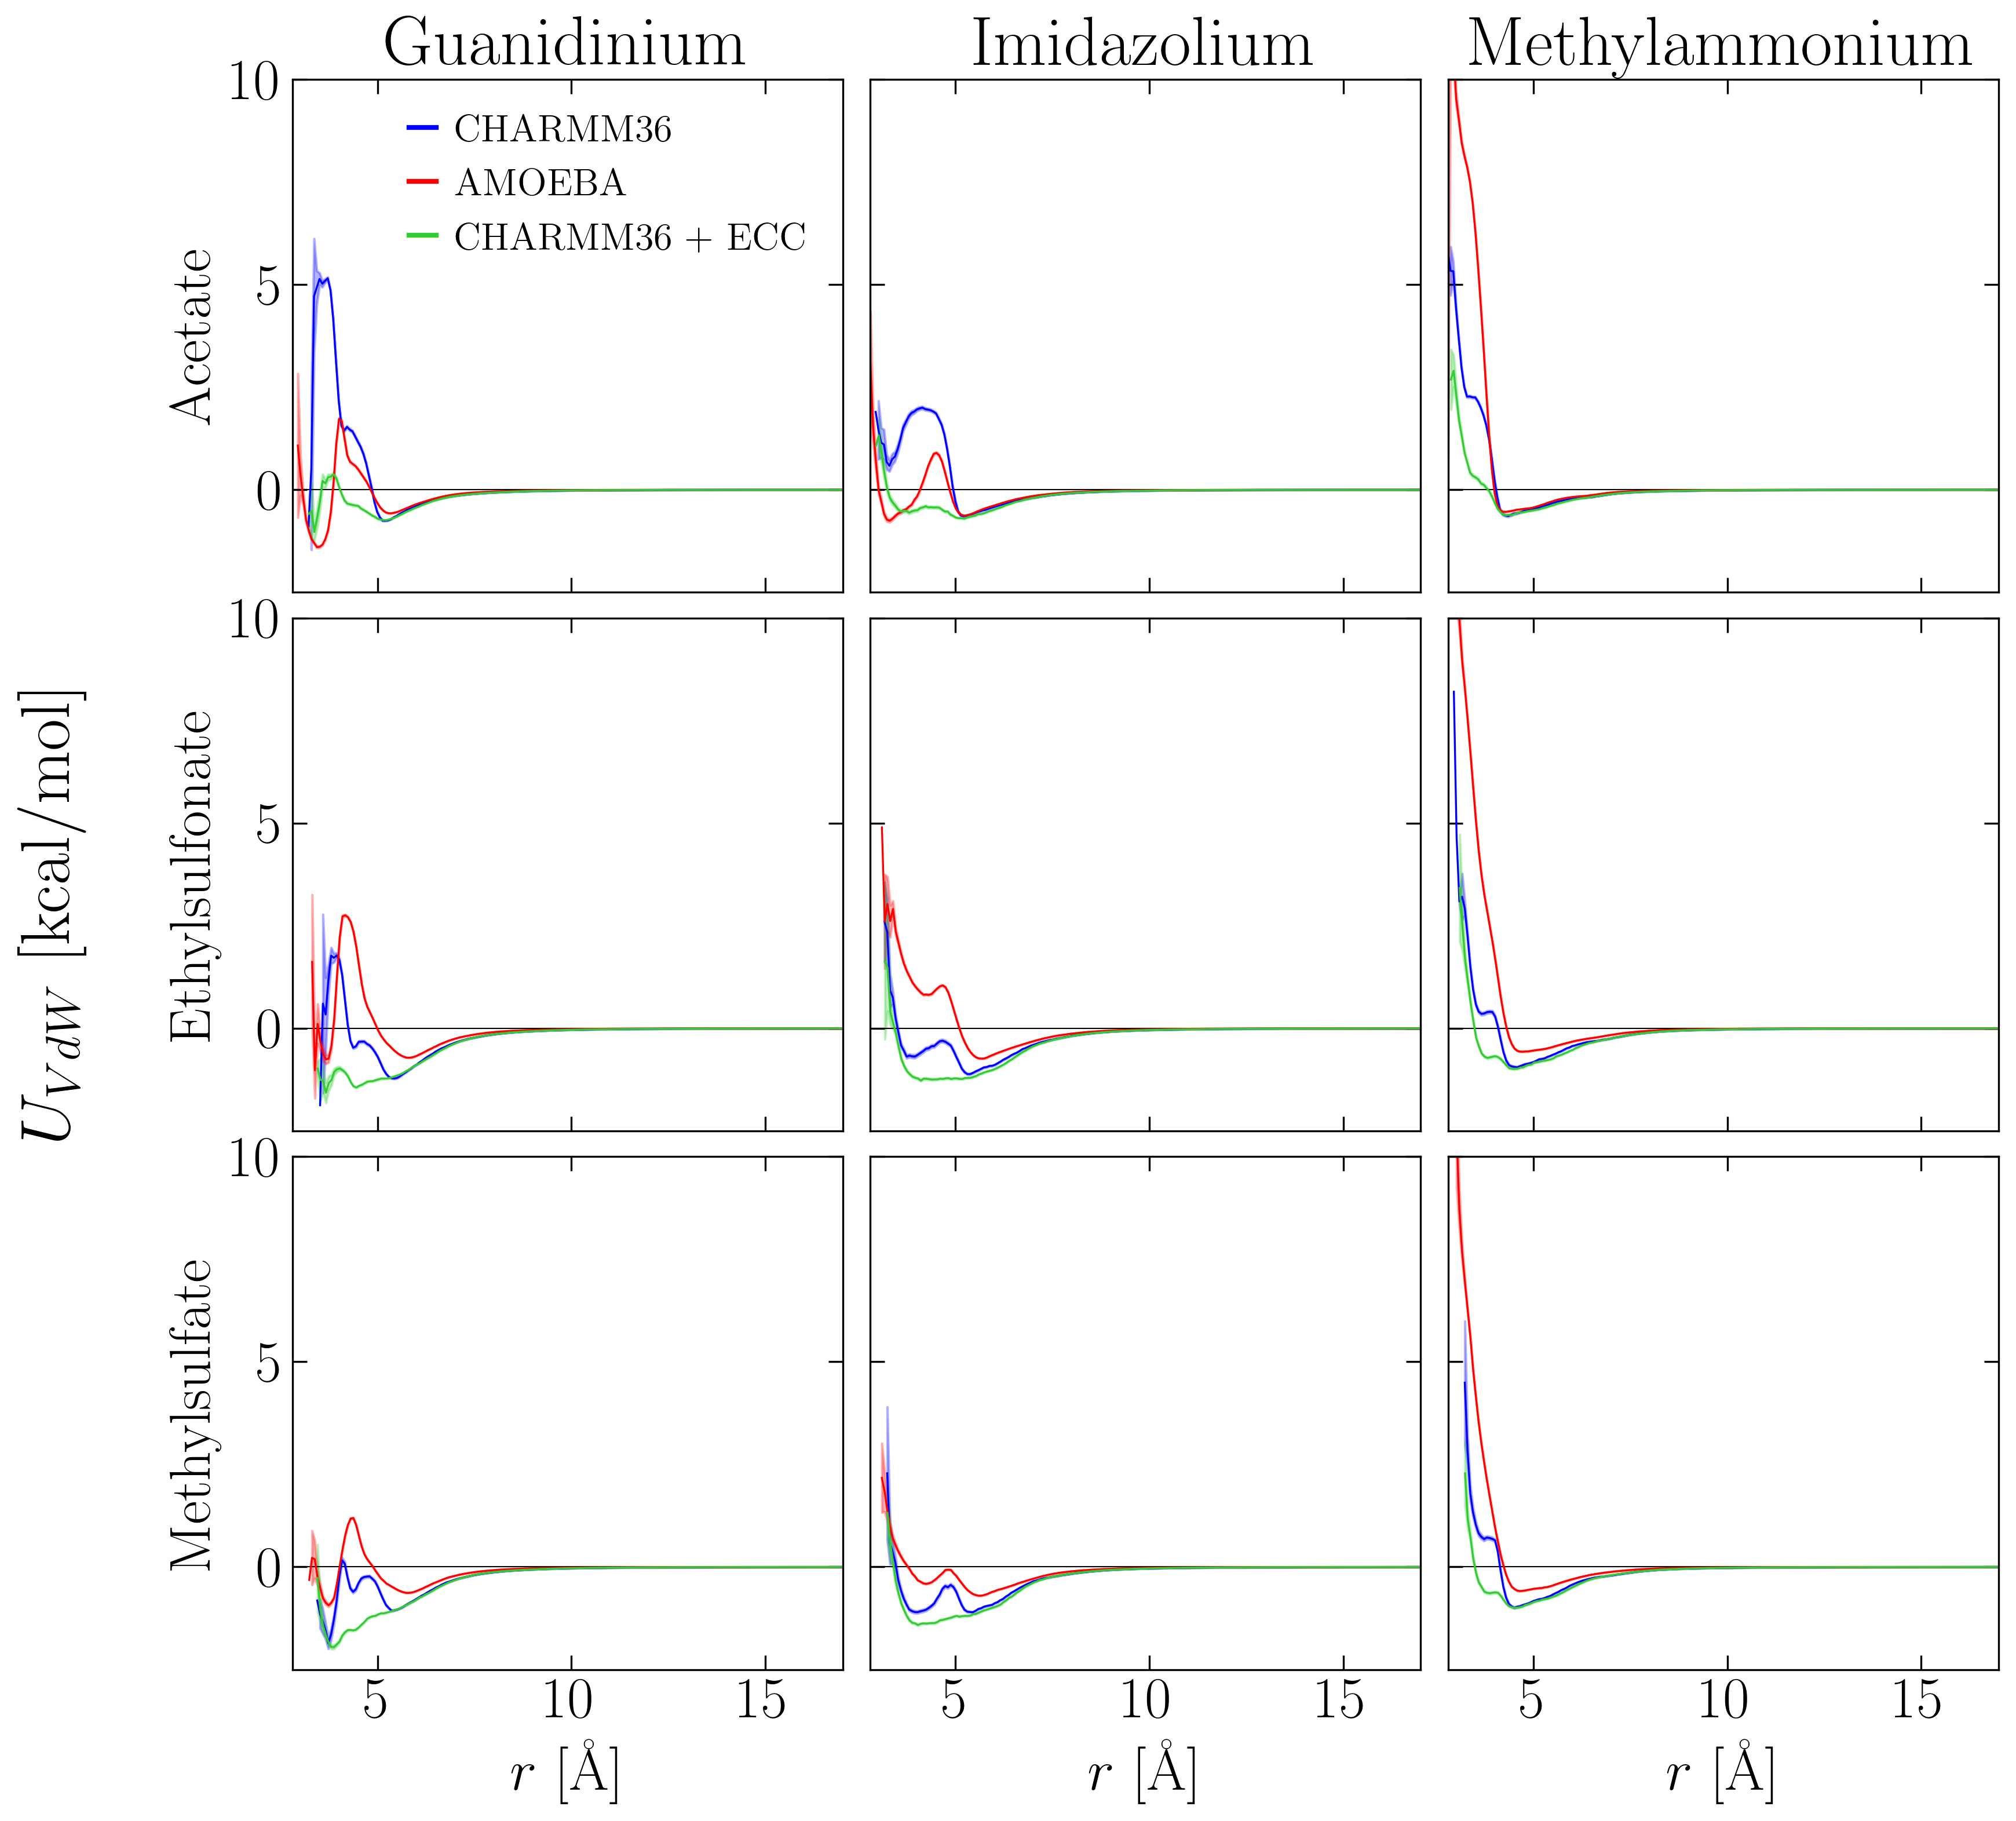 Guanidinium Imidazolium Methylammonium
10
CHARMM36
AMOEBA
CHARMM36 + ECC
Acetate
5
0
10
Ethylsulfonate
5
0
U_VdW [kcal/mol]
10
Methylsulfate
5
0
5 10 15 5 10 15 5 10 15
r [Å] r [Å] r [Å]